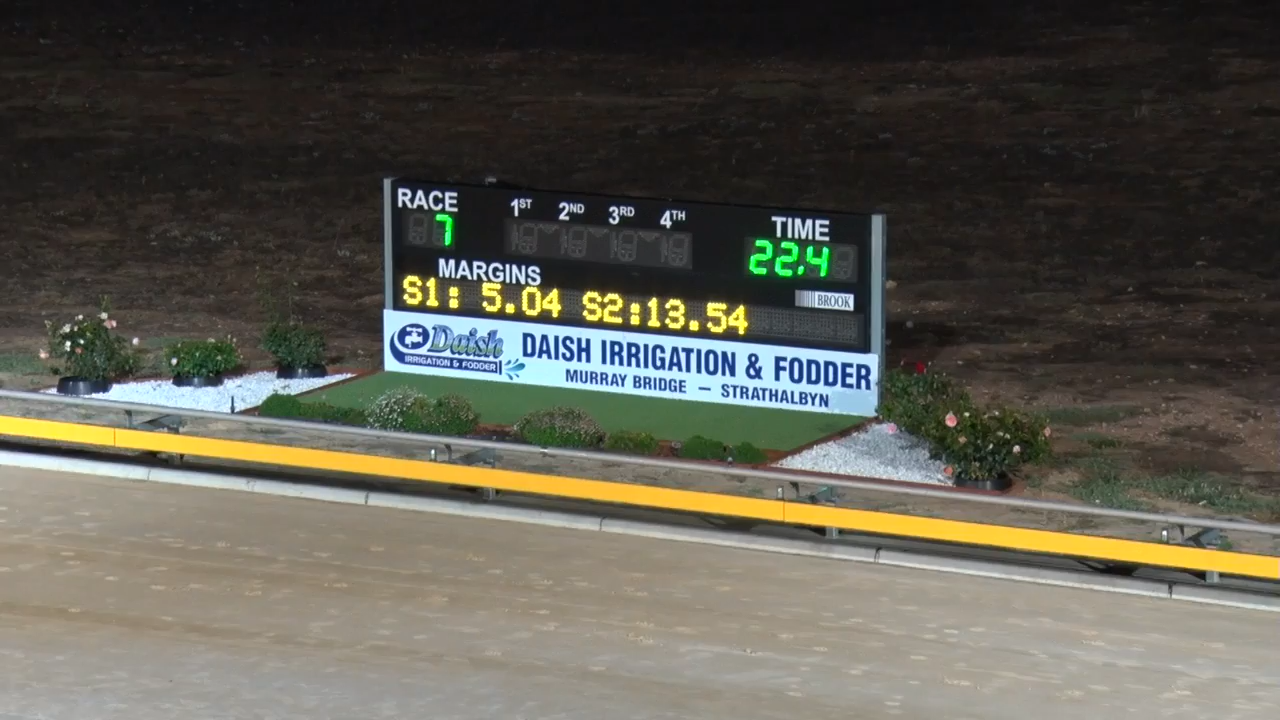 RACE 1ST 2ND 3RD 4TH TIME
7 22.4
MARGINS
S1: 5.04 S2:13.54
BROOK
Daish
IRRIGATION & FODDER
DAISH IRRIGATION & FODDER
MURRAY BRIDGE – STRATHALBYN